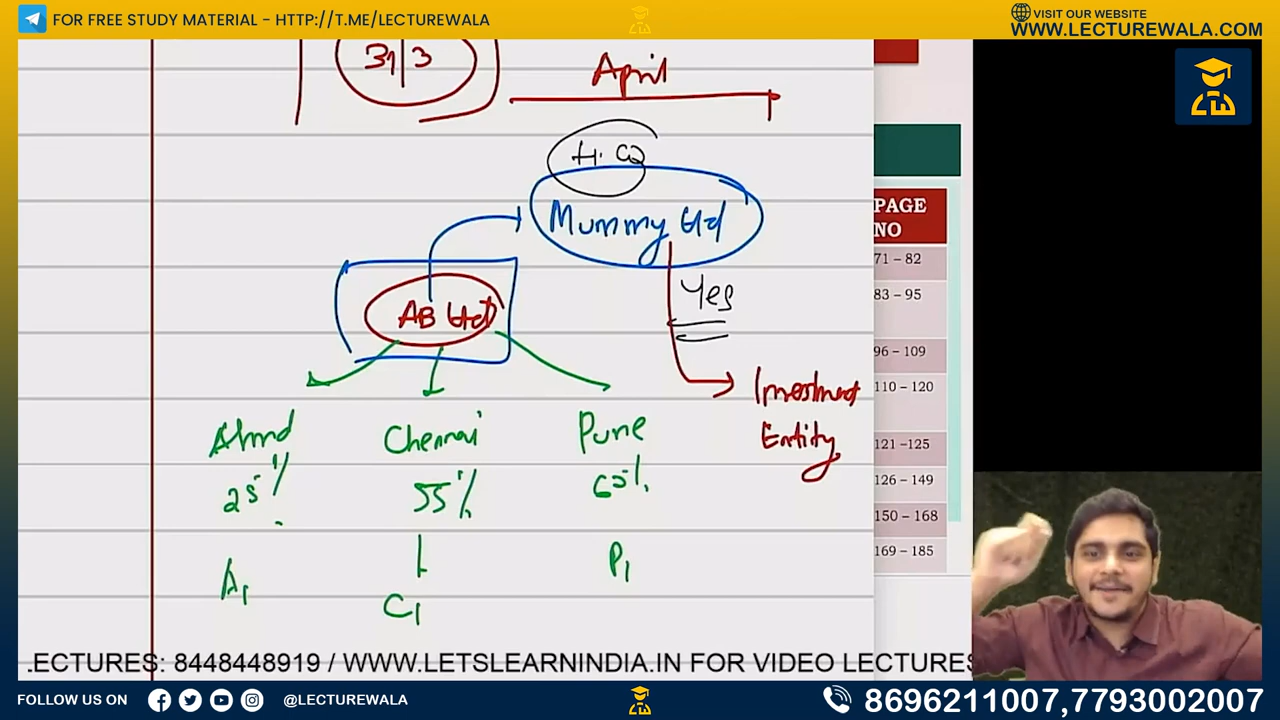 FOR FREE STUDY MATERIAL - HTTP://T.ME/LECTUREWALA
VISIT OUR WEBSITE
WWW.LECTUREWALA.COM
31/3
April
H.CO
Mummy Ltd
Yes
AB Ltd
Investment
Entity
Ahmd
Chennai
Pune
25%
55%
60%
A1
C1
P1
PAGE
NO
71 – 82
83 – 95
96 – 109
110 – 120
121 –125
126 – 149
150 – 168
169 – 185
.ECTURES: 8448448919 / WWW.LETSLEARNINDIA.IN FOR VIDEO LECTURES
FOLLOW US ON
@LECTUREWALA
8696211007,7793002007